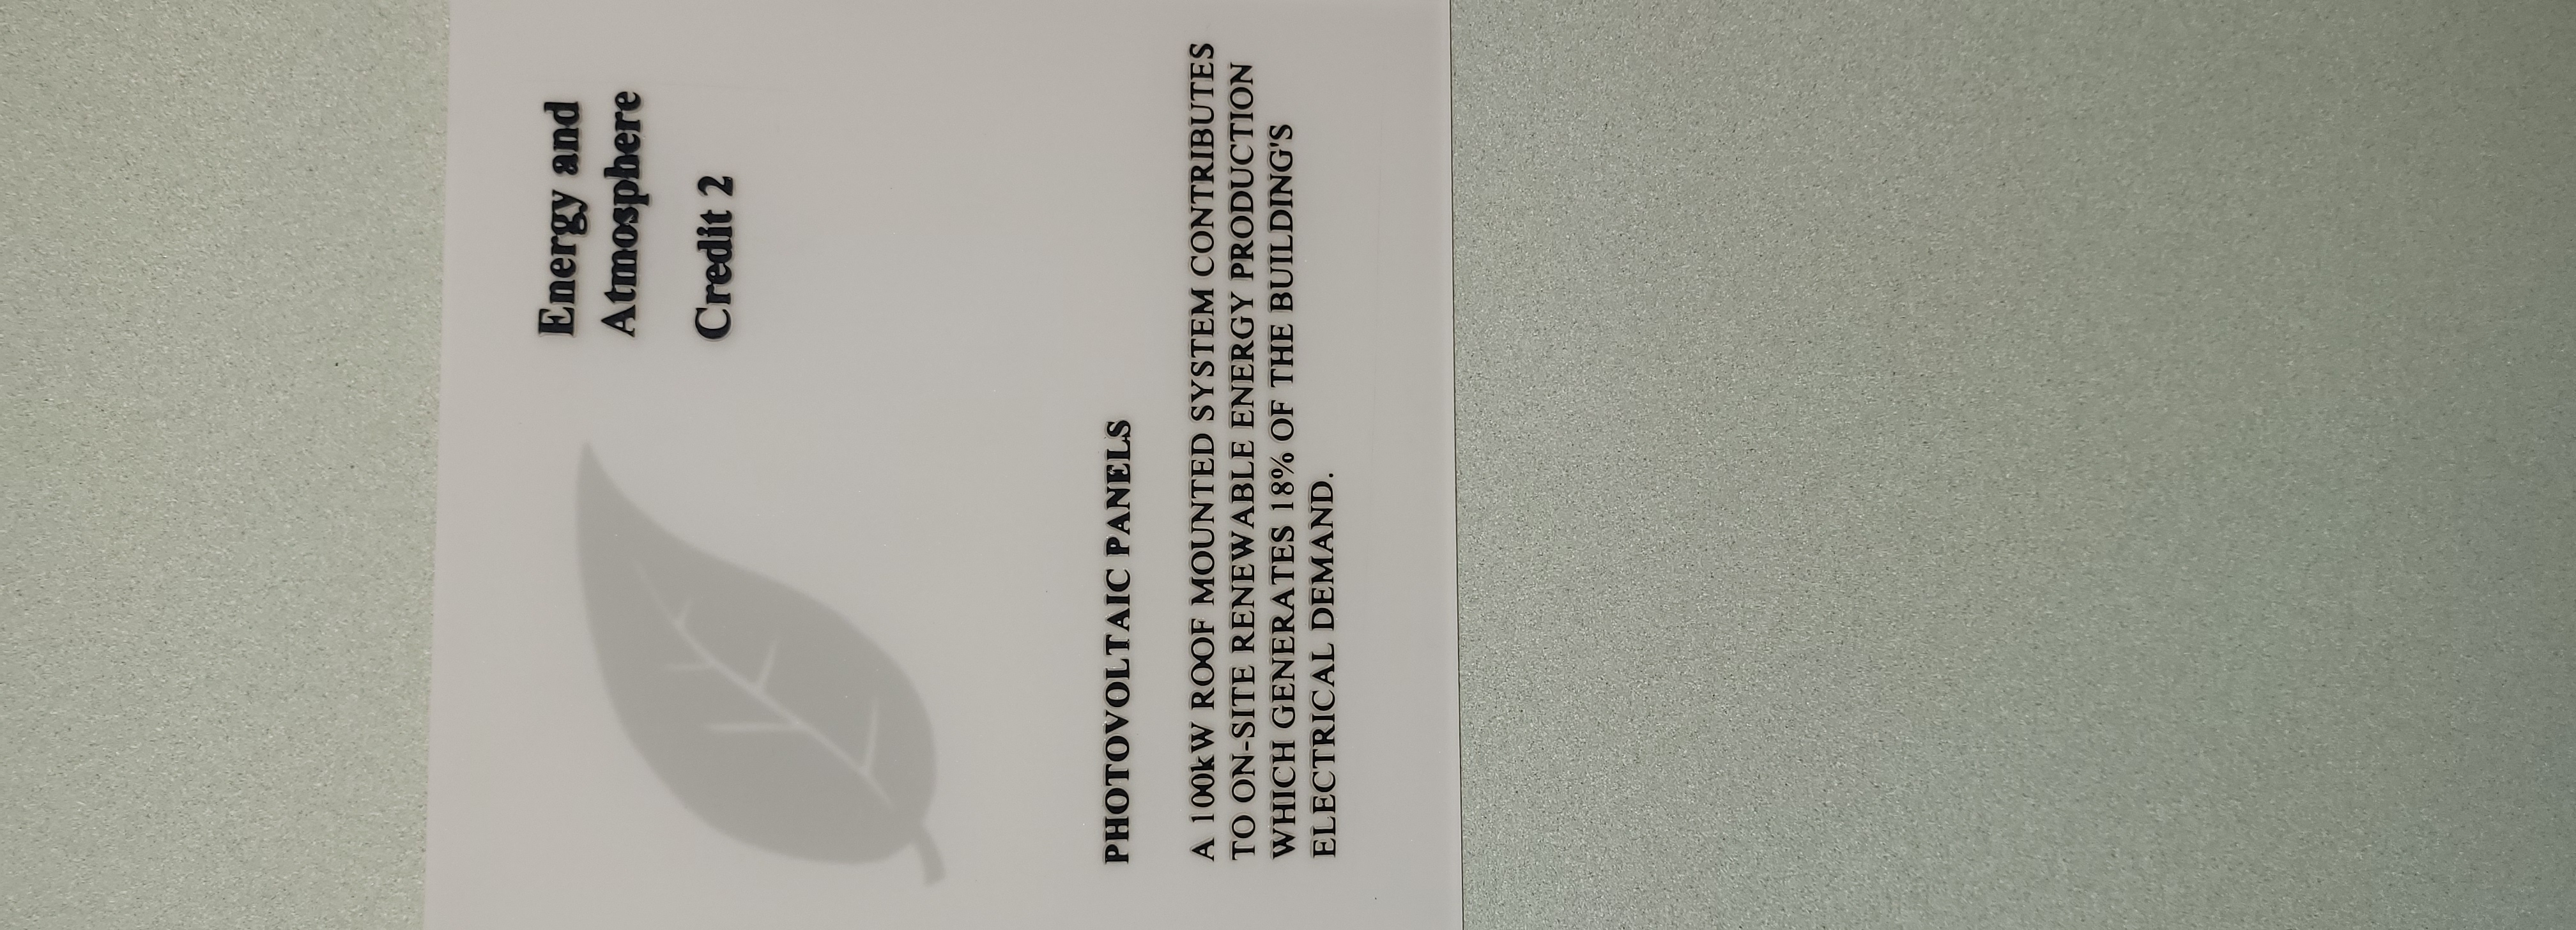 Energy and
Atmosphere
Credit 2
PHOTOVOLTAIC PANELS
A 100kW ROOF MOUNTED SYSTEM CONTRIBUTES
TO ON-SITE RENEWABLE ENERGY PRODUCTION
WHICH GENERATES 18% OF THE BUILDING'S
ELECTRICAL DEMAND.